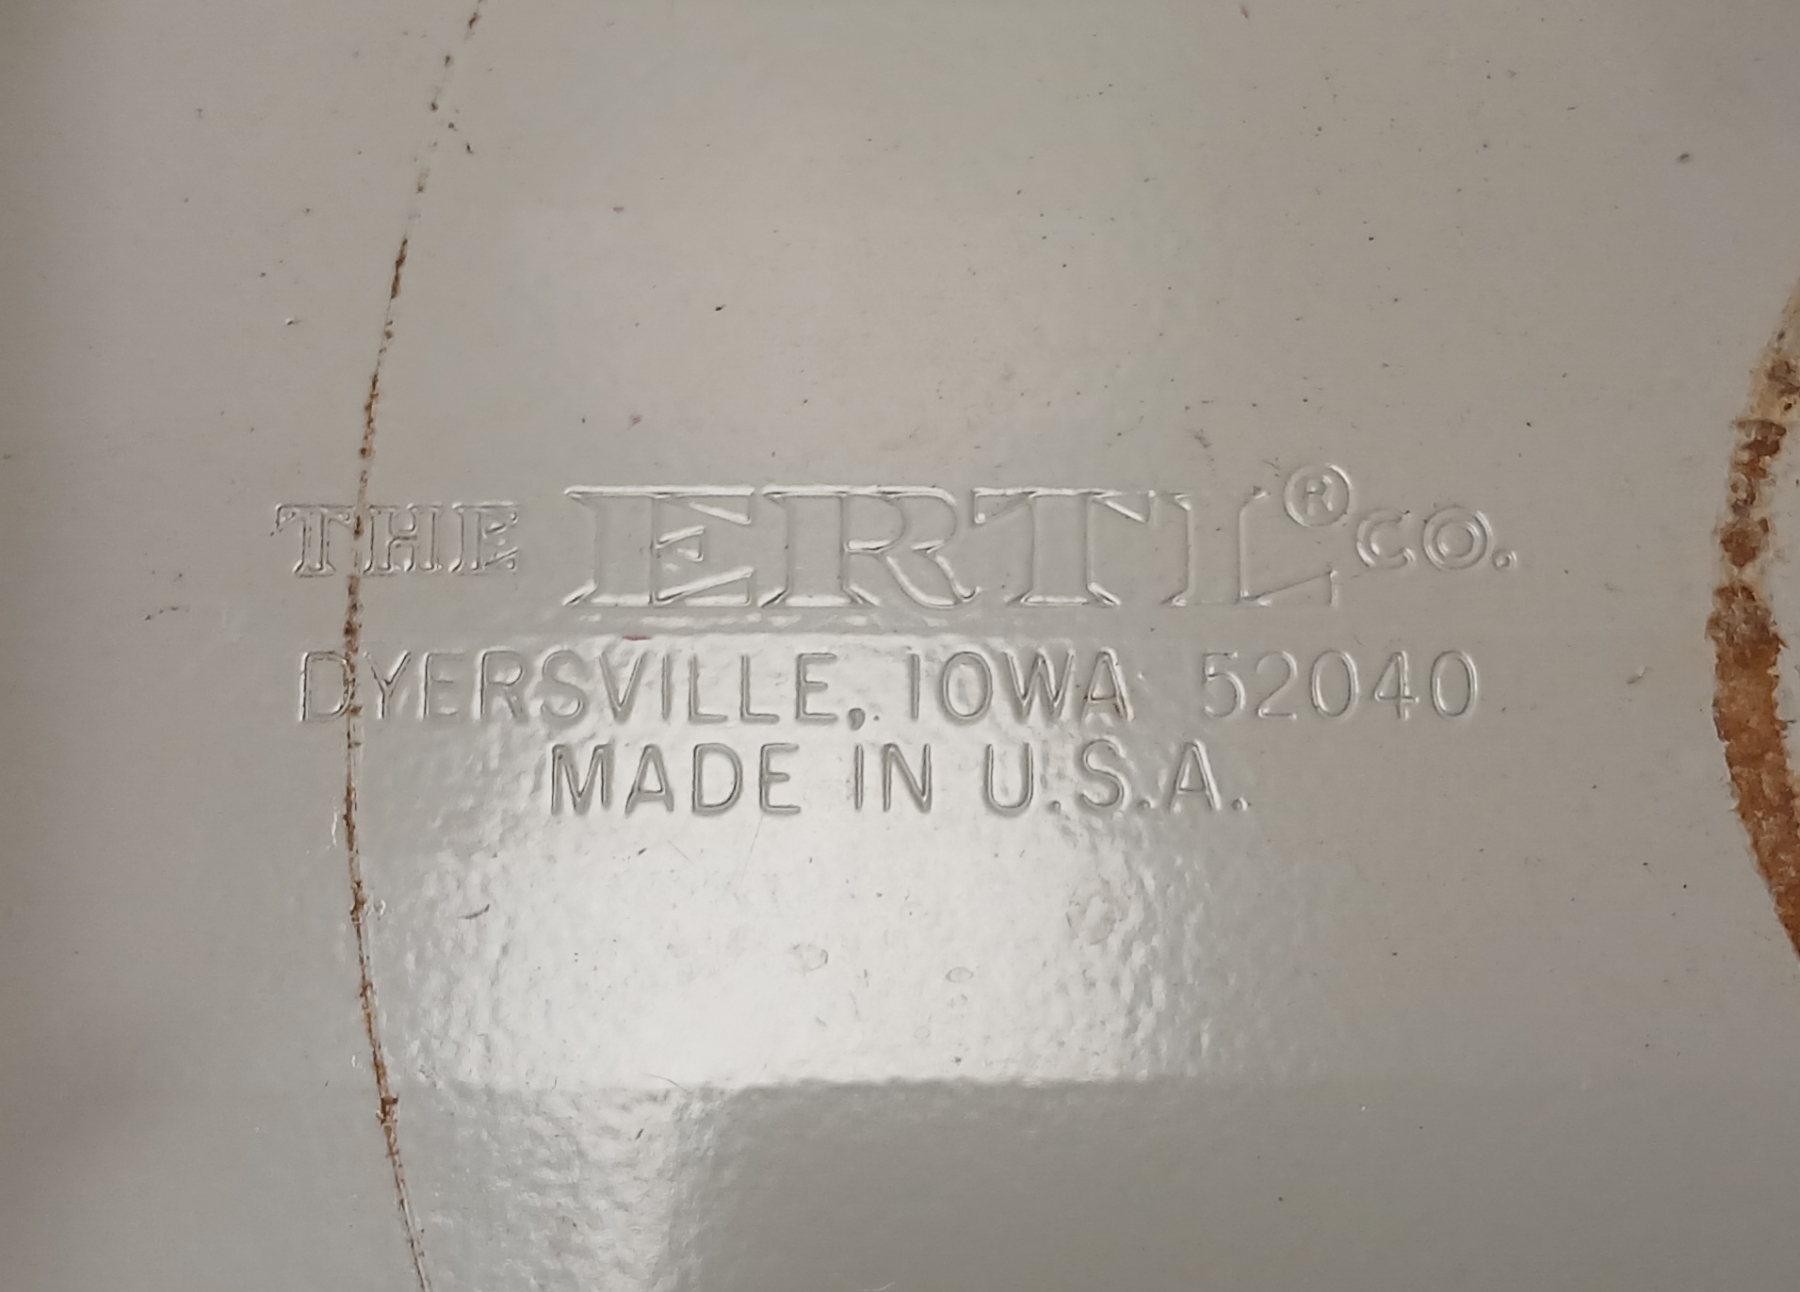 THE ERTL® CO.
DYERSVILLE, IOWA 52040
MADE IN U.S.A.